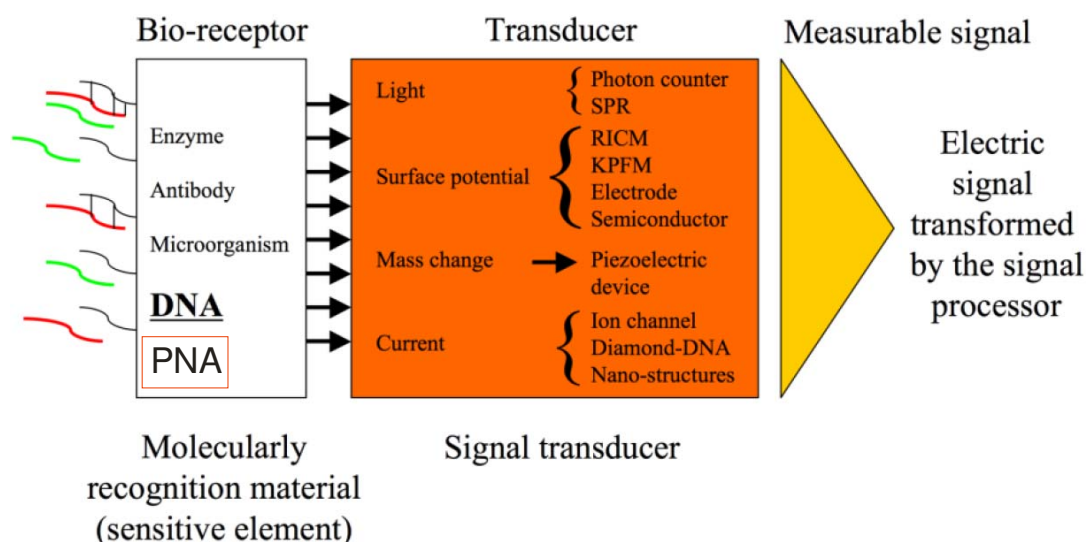 Bio-receptor
Transducer
Measurable signal
Enzyme
Antibody
Microorganism
DNA
PNA
Light
Photon counter
SPR
Surface potential
RICM
KPFM
Electrode
Semiconductor
Mass change
Piezoelectric
device
Current
Ion channel
Diamond-DNA
Nano-structures
Electric
signal
transformed
by the signal
processor
Molecularly
recognition material
(sensitive element)
Signal transducer